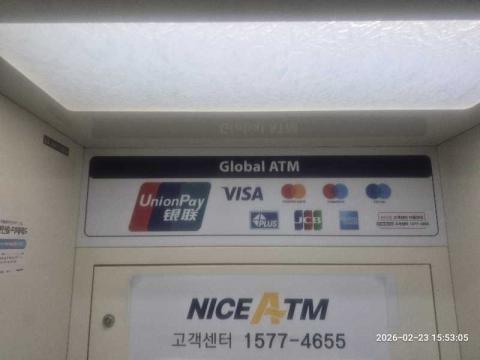 Global ATM
UnionPay
银联
VISA
PLUS
JCB
NICE ATM
고객센터 1577-4655
2026-02-23 15:53:05